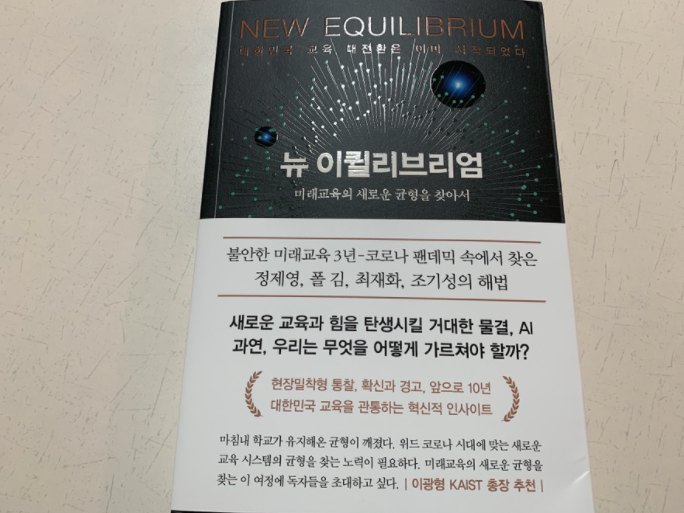 NEW EQUILIBRIUM
대한민국 교육 대전환은 이미 시작되었다
뉴 이퀼리브리엄
미래교육의 새로운 균형을 찾아서
불안한 미래교육 3년-코로나 팬데믹 속에서 찾은
정제영, 폴 김, 최재화, 조기성의 해법
새로운 교육과 힘을 탄생시킬 거대한 물결, AI
과연, 우리는 무엇을 어떻게 가르쳐야 할까?
현장밀착형 통찰, 확신과 경고, 앞으로 10년
대한민국 교육을 관통하는 혁신적 인사이트
마침내 학교가 유지해온 균형이 깨졌다. 위드 코로나 시대에 맞는 새로운
교육 시스템의 균형을 찾는 노력이 필요하다. 미래교육의 새로운 균형을
찾는 이 여정에 독자들을 초대하고 싶다. | 이광형 KAIST 총장 추천 |